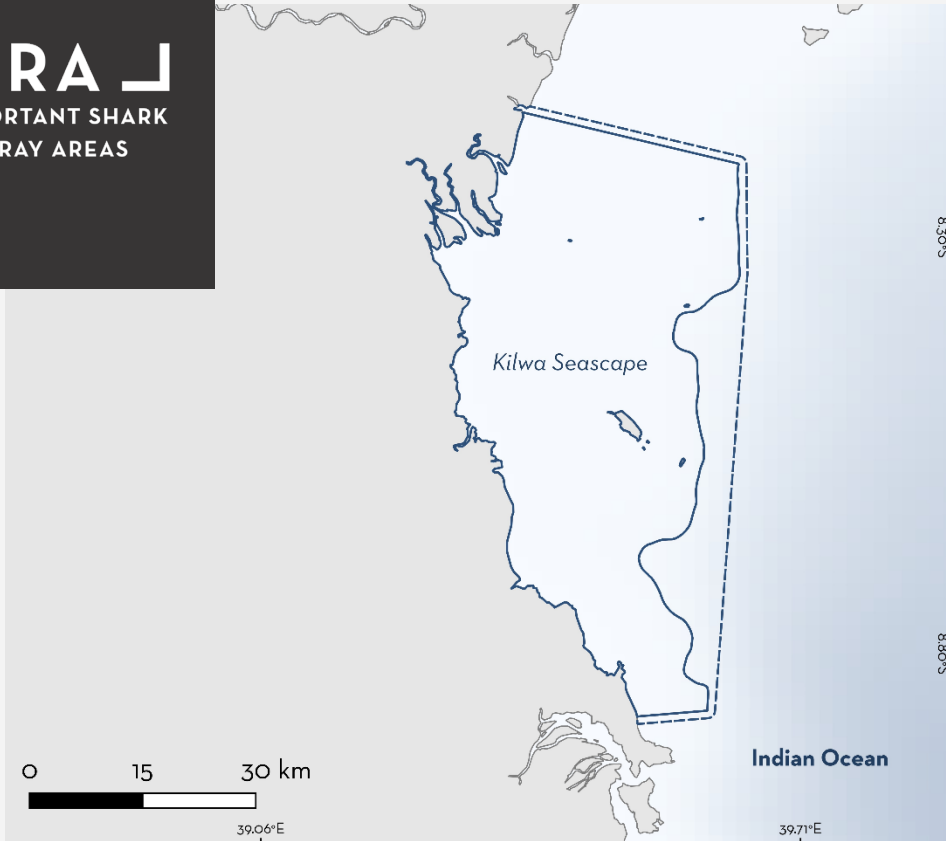 RA
ORTANT SHARK
RAY AREAS
8.30°S
Kilwa Seascape
8.80°S
Indian Ocean
0 15 30 km
39.06°E 39.71°E